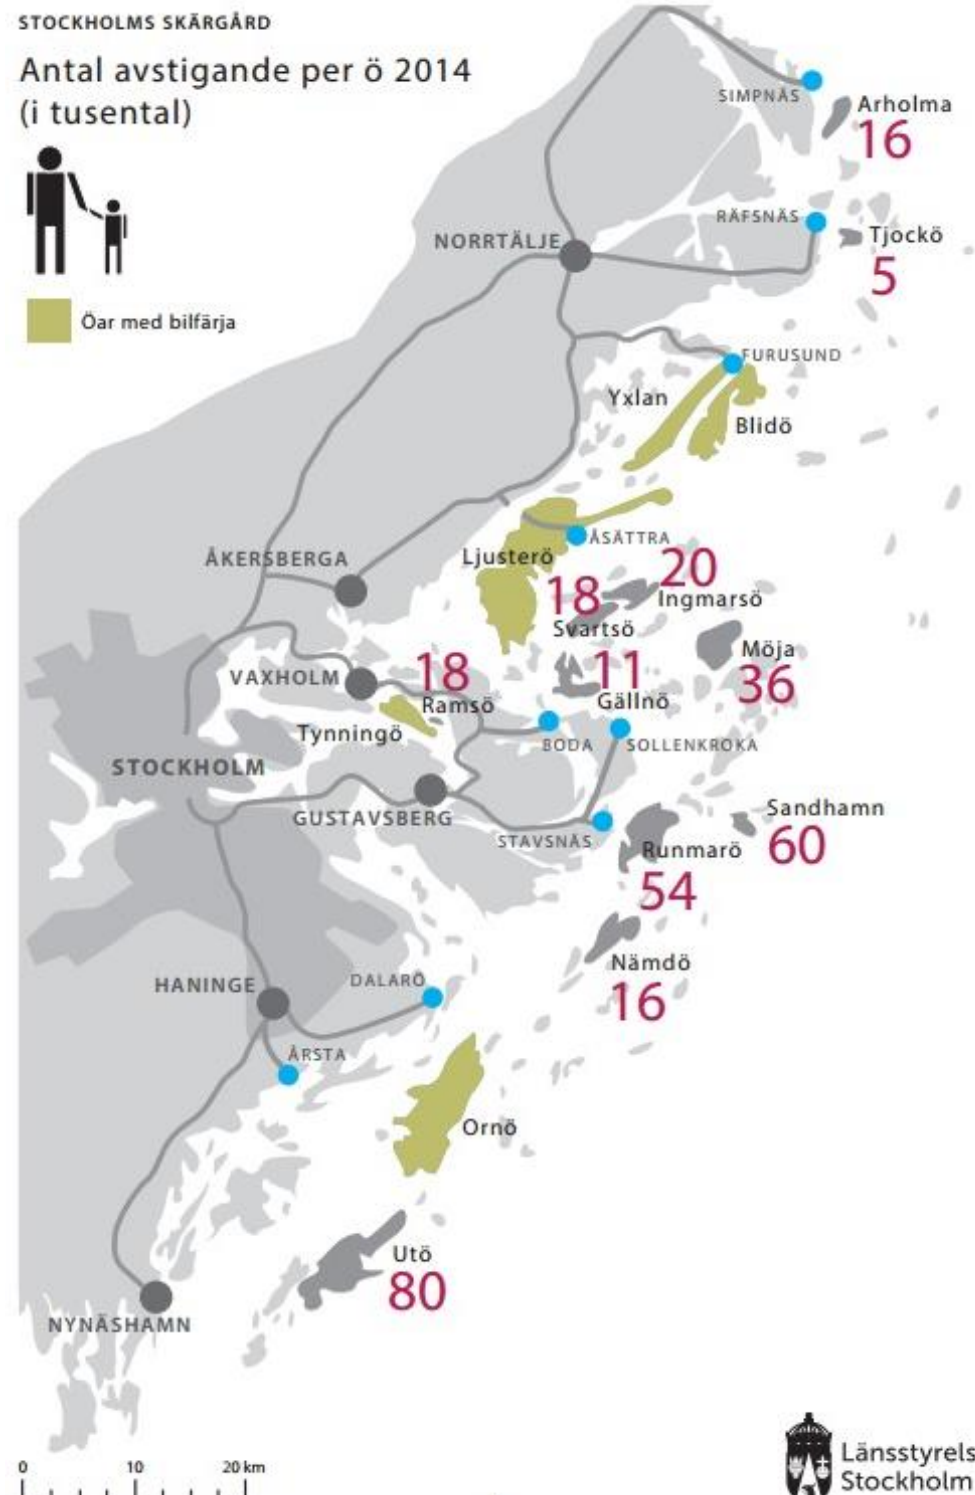 STOCKHOLMS SKÄRGÅRD
Antal avstigande per ö 2014
(i tusental)
Öar med bilfärja
SIMPNÄS
Arholma
16
RÄFSNÄS
Tjockö
5
NORRTÄLJE
FURUSUND
Yxlan
Blidö
ÅKERSBERGA
Ljusterö
ÅSÄTTRA
20
Ingmarsö
18
Svartsö
Möja
36
11
Gällnö
VAXHOLM
18
Ramsö
Tynningö
BODA
SOLLENKROKA
STOCKHOLM
GUSTAVSBERG
STAVSNÄS
Sandhamn
60
Runmarö
54
Nämdö
16
HANINGE
DALARÖ
ÅRSTA
Ornö
Utö
80
NYNÄSHAMN
0 10 20 km
Länsstyrels
Stockholm